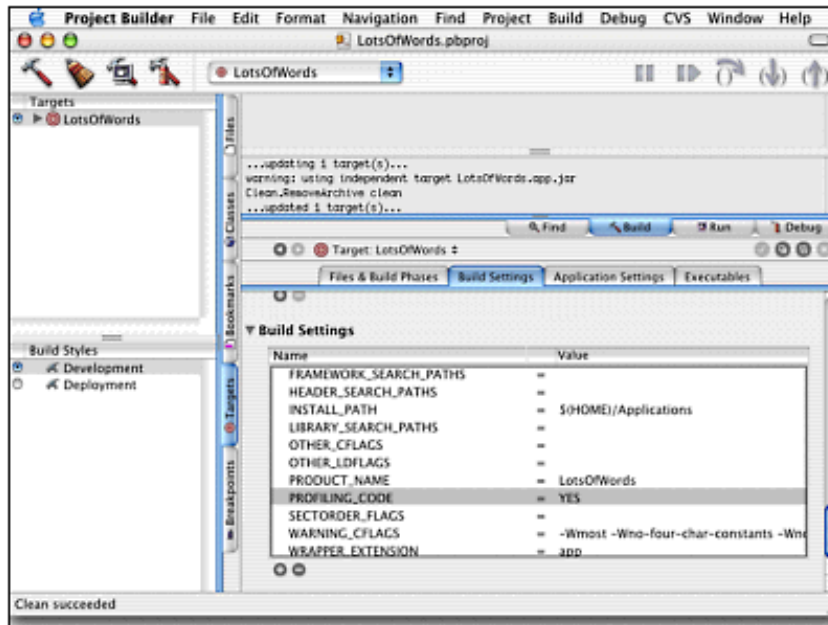 Project Builder File Edit Format Navigation Find Project Build Debug CVS Window Help
LotsOfWords.pbproj
LotsOfWords
Targets
LotsOfWords
Files
Classes
Bookmarks
Targets
Breakpoints
...updating 1 target(s)...
warning: using independent target LotsOfWords.app.jar
Clean.RemoveArchive clean
...updated 1 target(s)...
Find Build Run Debug
Target: LotsOfWords
Files & Build Phases Build Settings Application Settings Executables
Build Settings
Name Value
FRAMEWORK_SEARCH_PATHS =
HEADER_SEARCH_PATHS =
INSTALL_PATH = $(HOME)/Applications
LIBRARY_SEARCH_PATHS =
OTHER_CFLAGS =
OTHER_LDFLAGS =
PRODUCT_NAME = LotsOfWords
PROFILING_CODE = YES
SECTORDER_FLAGS =
WARNING_CFLAGS = -Wmost -Wno-four-char-constants -Wno
WRAPPER_EXTENSION = app
Build Styles
Development
Deployment
Clean succeeded